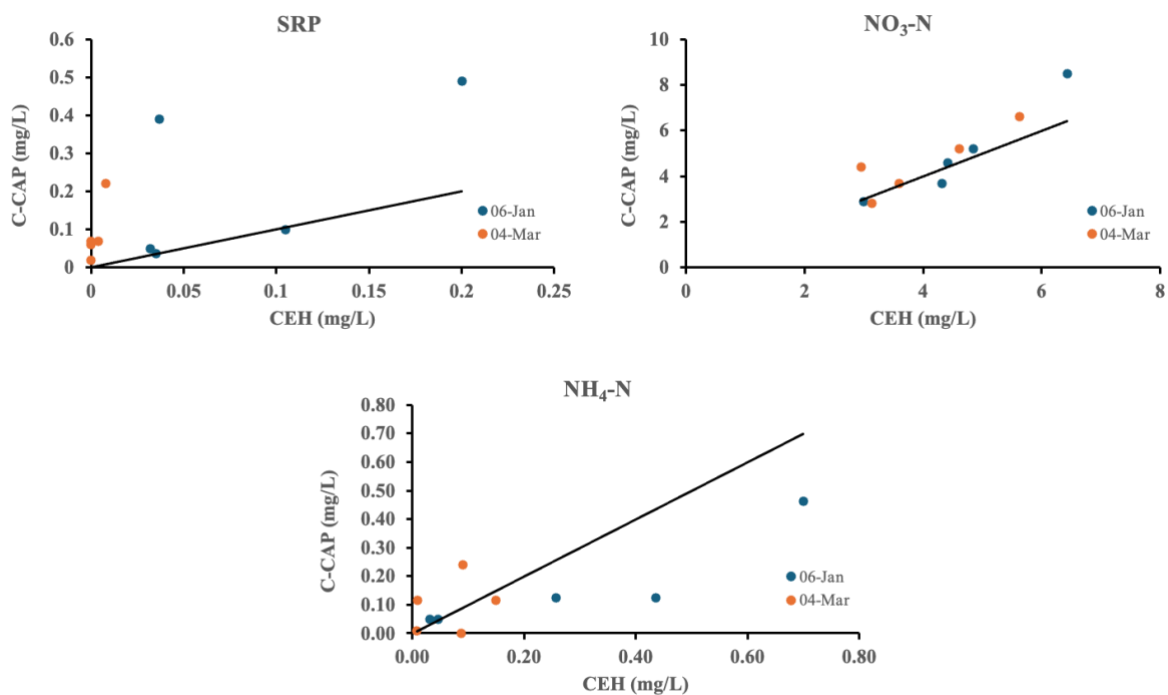 SRP
0.6
0.5
0.4
0.3
0.2
0.1
0
C-CAP (mg/L)
06-Jan
04-Mar
0 0.05 0.1 0.15 0.2 0.25
CEH (mg/L)
NO₃-N
10
8
6
4
2
0
C-CAP (mg/L)
06-Jan
04-Mar
0 2 4 6 8
CEH (mg/L)
NH₄-N
0.80
0.70
0.60
0.50
0.40
0.30
0.20
0.10
0.00
C-CAP (mg/L)
06-Jan
04-Mar
0.00 0.20 0.40 0.60 0.80
CEH (mg/L)